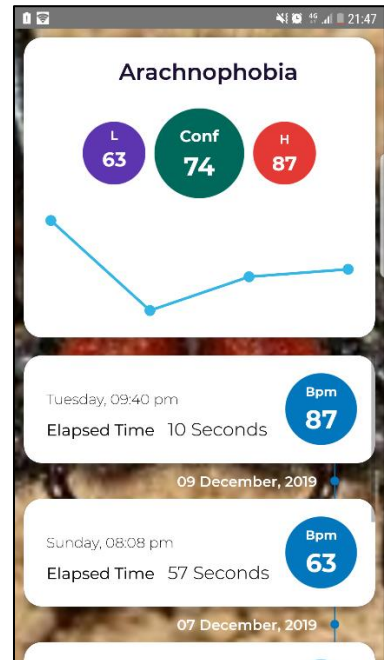 4G 21:47
Arachnophobia
L
63
Conf
74
H
87
Tuesday, 09:40 pm
Elapsed Time 10 Seconds
Bpm
87
09 December, 2019
Sunday, 08:08 pm
Elapsed Time 57 Seconds
Bpm
63
07 December, 2019